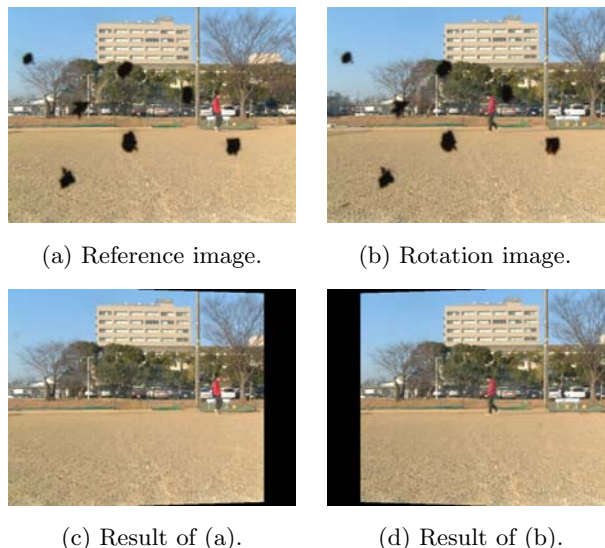 (a) Reference image.
(b) Rotation image.
(c) Result of (a).
(d) Result of (b).